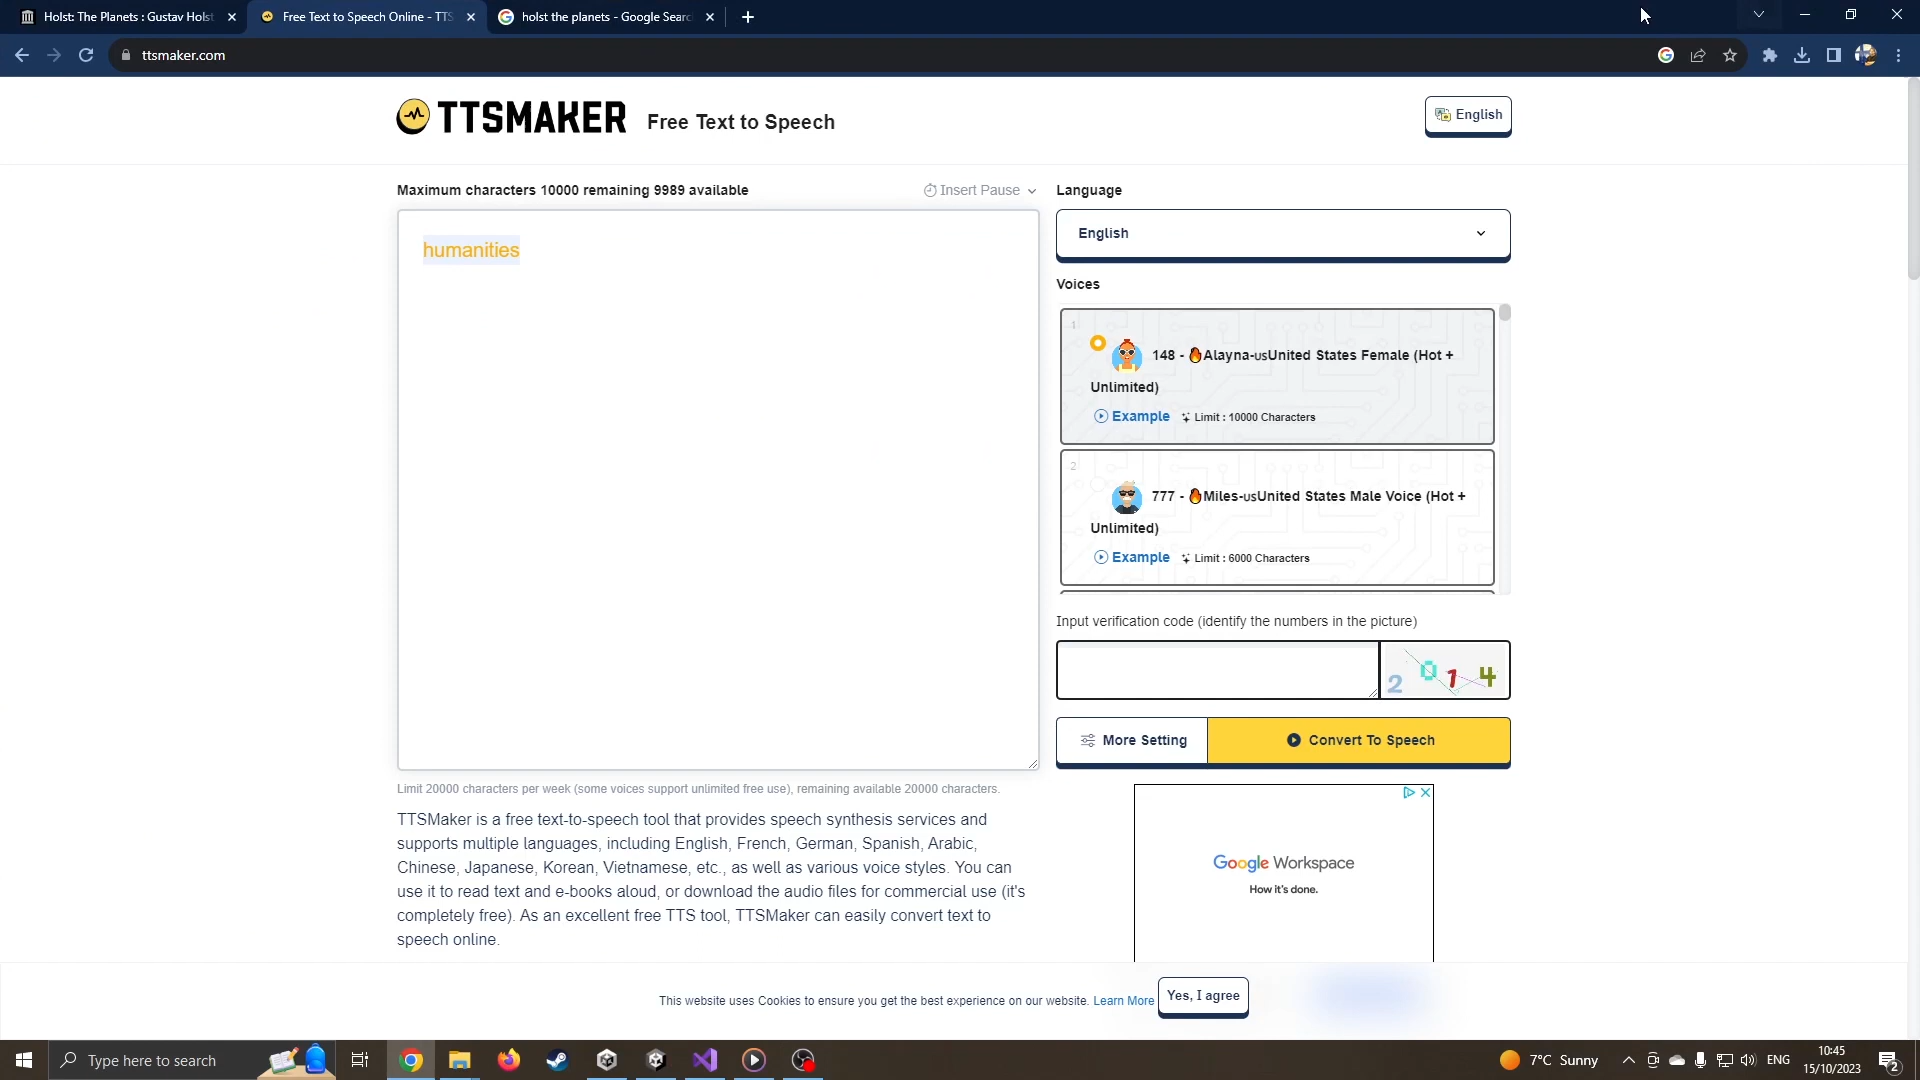 Holst: The Planets : Gustav Holst
Free Text to Speech Online - TTS
holst the planets - Google Searc
ttsmaker.com
TTSMAKER Free Text to Speech
English
Maximum characters 10000 remaining 9989 available
Insert Pause
Language
humanities
English
Voices
1
148 - 🔥Alayna-usUnited States Female (Hot +
Unlimited)
Example Limit : 10000 Characters
2
777 - 🔥Miles-usUnited States Male Voice (Hot +
Unlimited)
Example Limit : 6000 Characters
Input verification code (identify the numbers in the picture)
2 0 1 4
More Setting
Convert To Speech
Limit 20000 characters per week (some voices support unlimited free use), remaining available 20000 characters.
TTSMaker is a free text-to-speech tool that provides speech synthesis services and
supports multiple languages, including English, French, German, Spanish, Arabic,
Chinese, Japanese, Korean, Vietnamese, etc., as well as various voice styles. You can
use it to read text and e-books aloud, or download the audio files for commercial use (it's
completely free). As an excellent free TTS tool, TTSMaker can easily convert text to
speech online.
Google Workspace
How it's done.
This website uses Cookies to ensure you get the best experience on our website. Learn More
Yes, I agree
Type here to search
7°C Sunny
ENG
10:45
15/10/2023
2